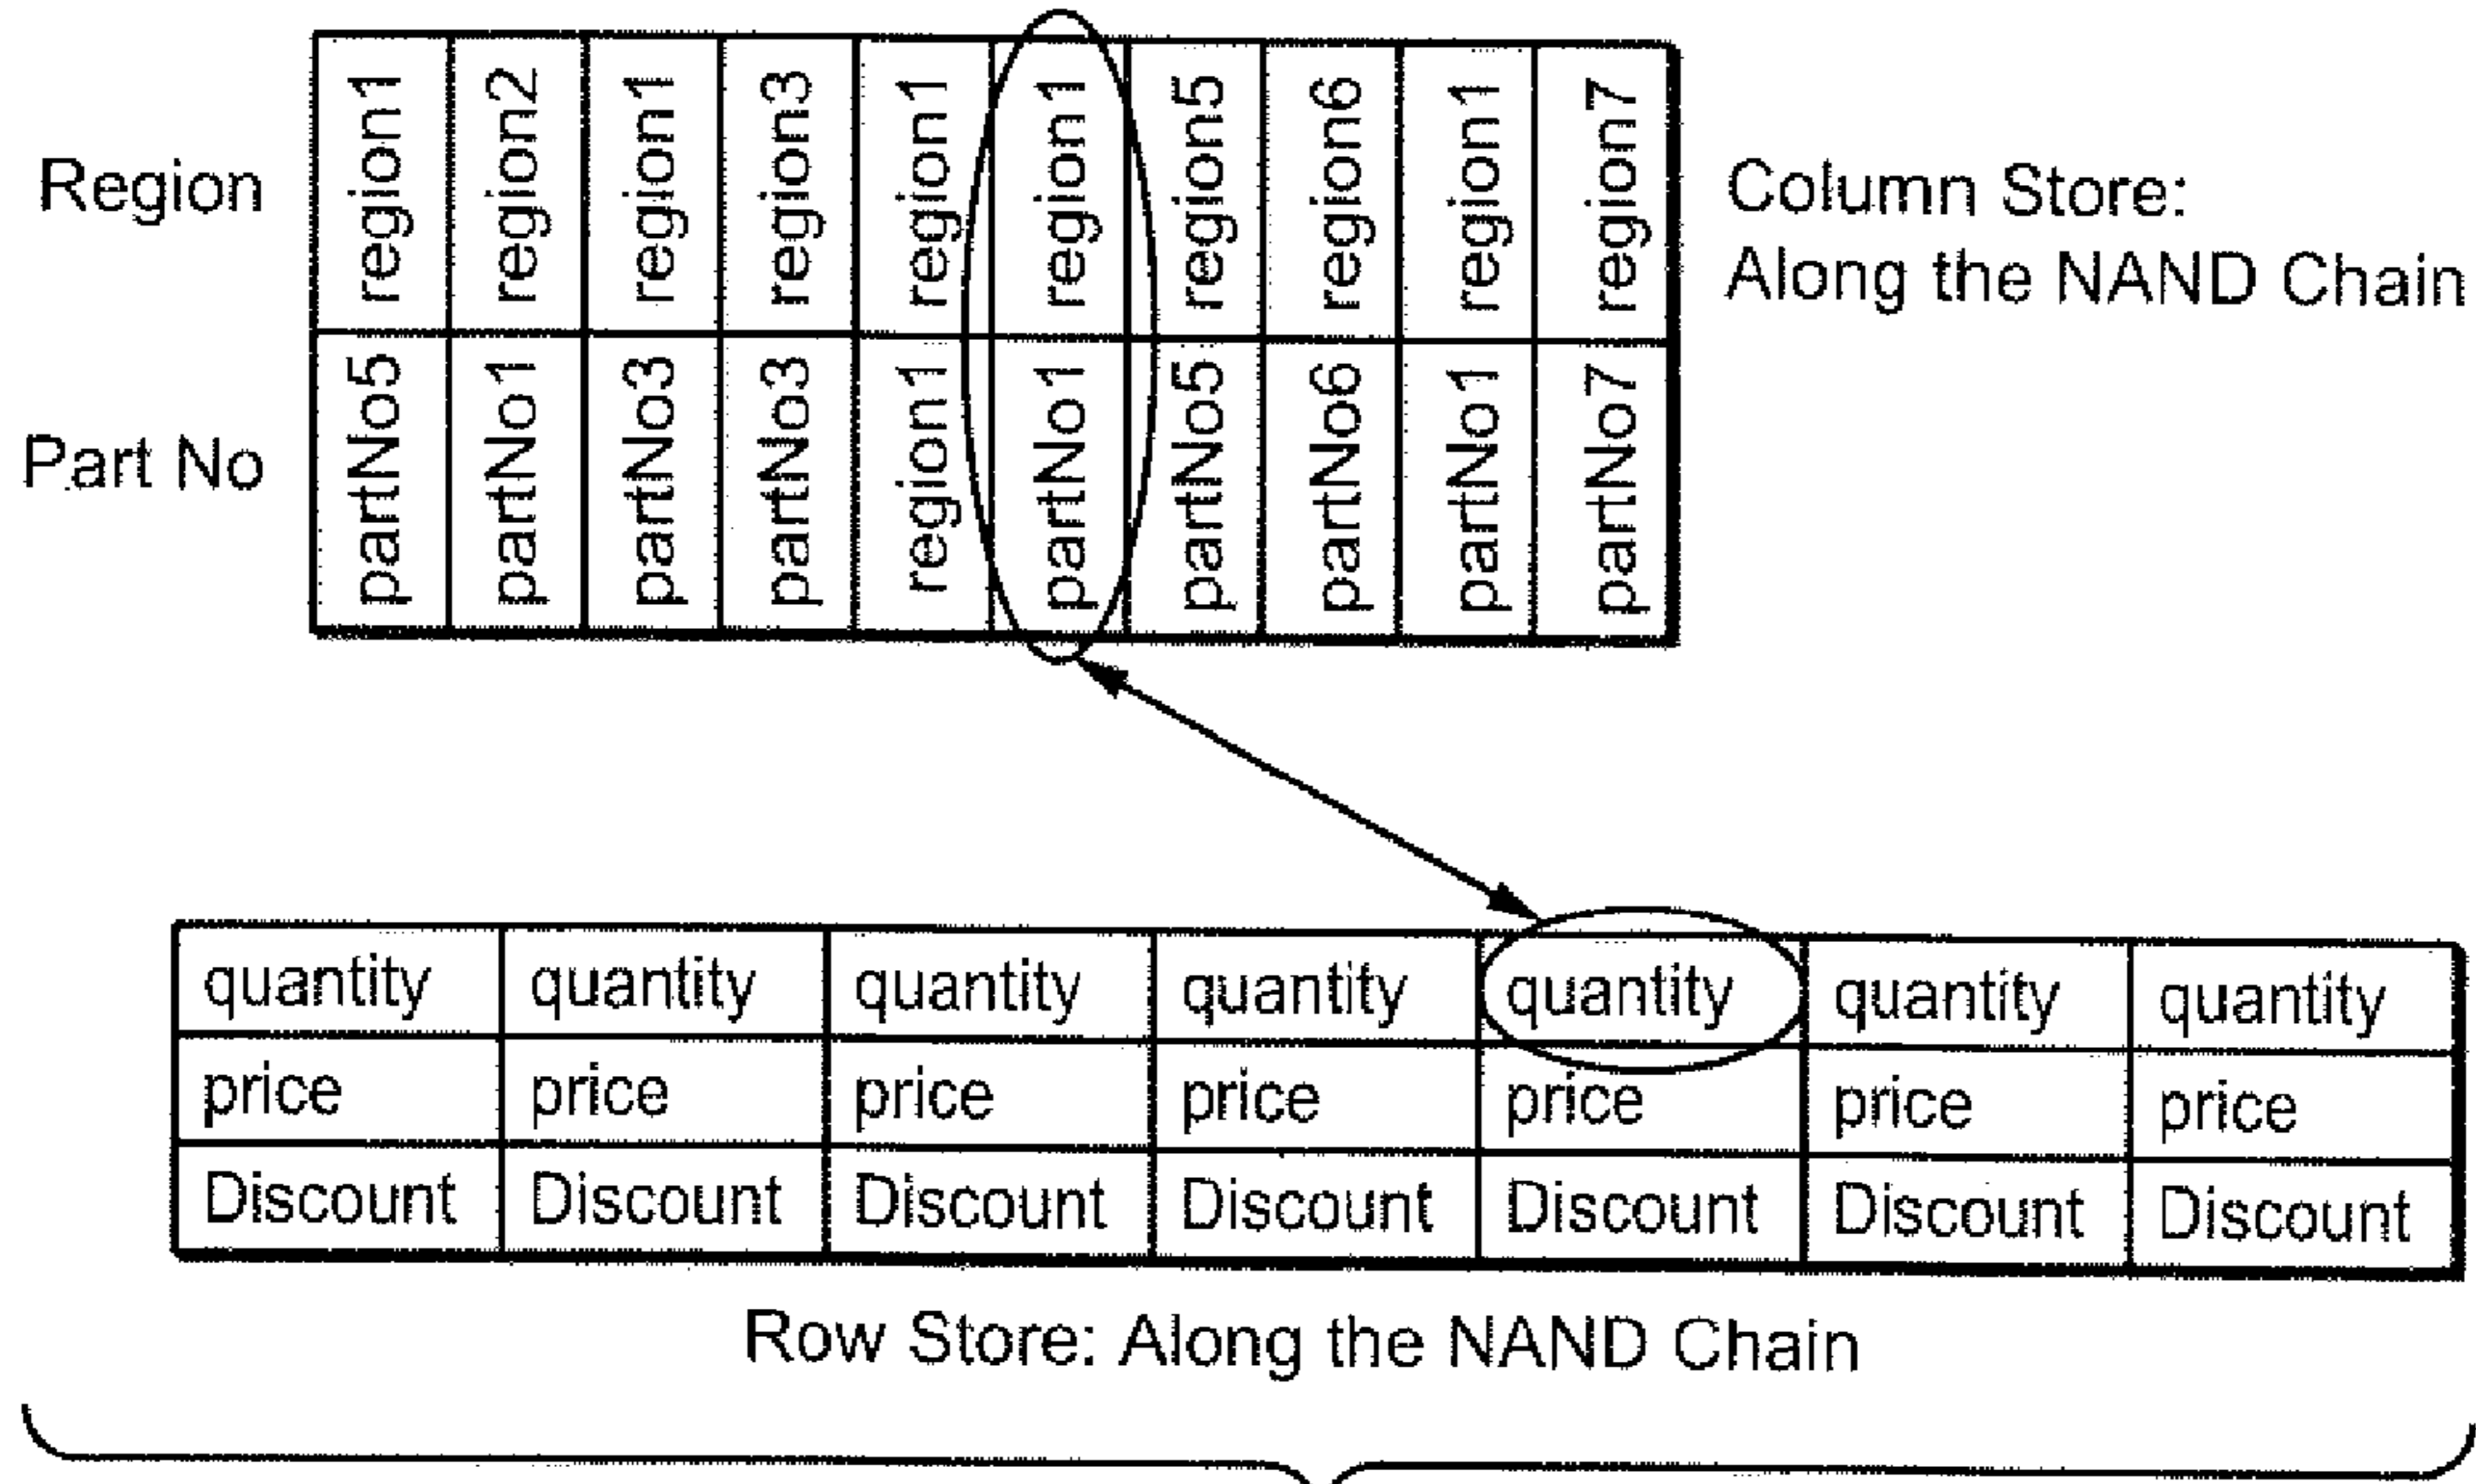 Region
region1 region2 region1 region3 region1 region1 region5 region6 region1 region7
Column Store:
Along the NAND Chain
Part No
partNo5 partNo1 partNo3 partNo3 region1 partNo1 partNo5 partNo6 partNo1 partNo7
quantity quantity quantity quantity quantity quantity quantity
price price price price price price price
Discount Discount Discount Discount Discount Discount Discount
Row Store: Along the NAND Chain